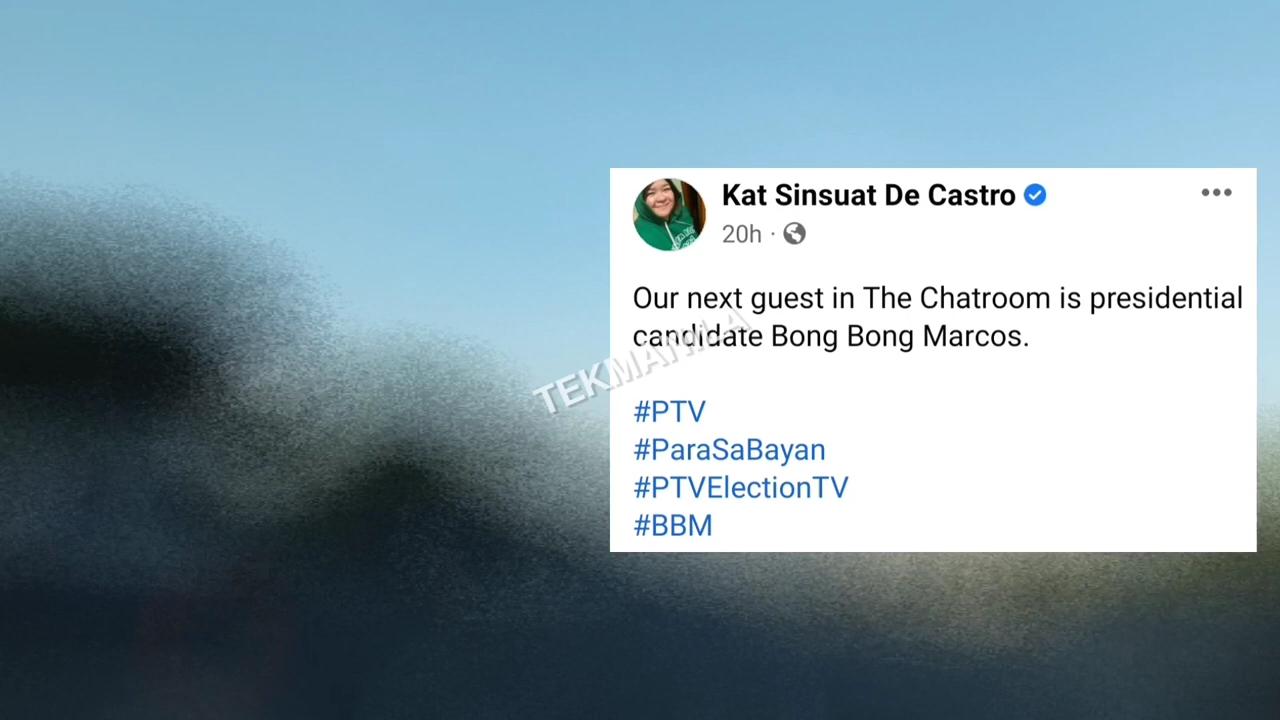 Kat Sinsuat De Castro
20h ·
Our next guest in The Chatroom is presidential
candidate Bong Bong Marcos.
#PTV
#ParaSaBayan
#PTVElectionTV
#BBM
TEKMANILA